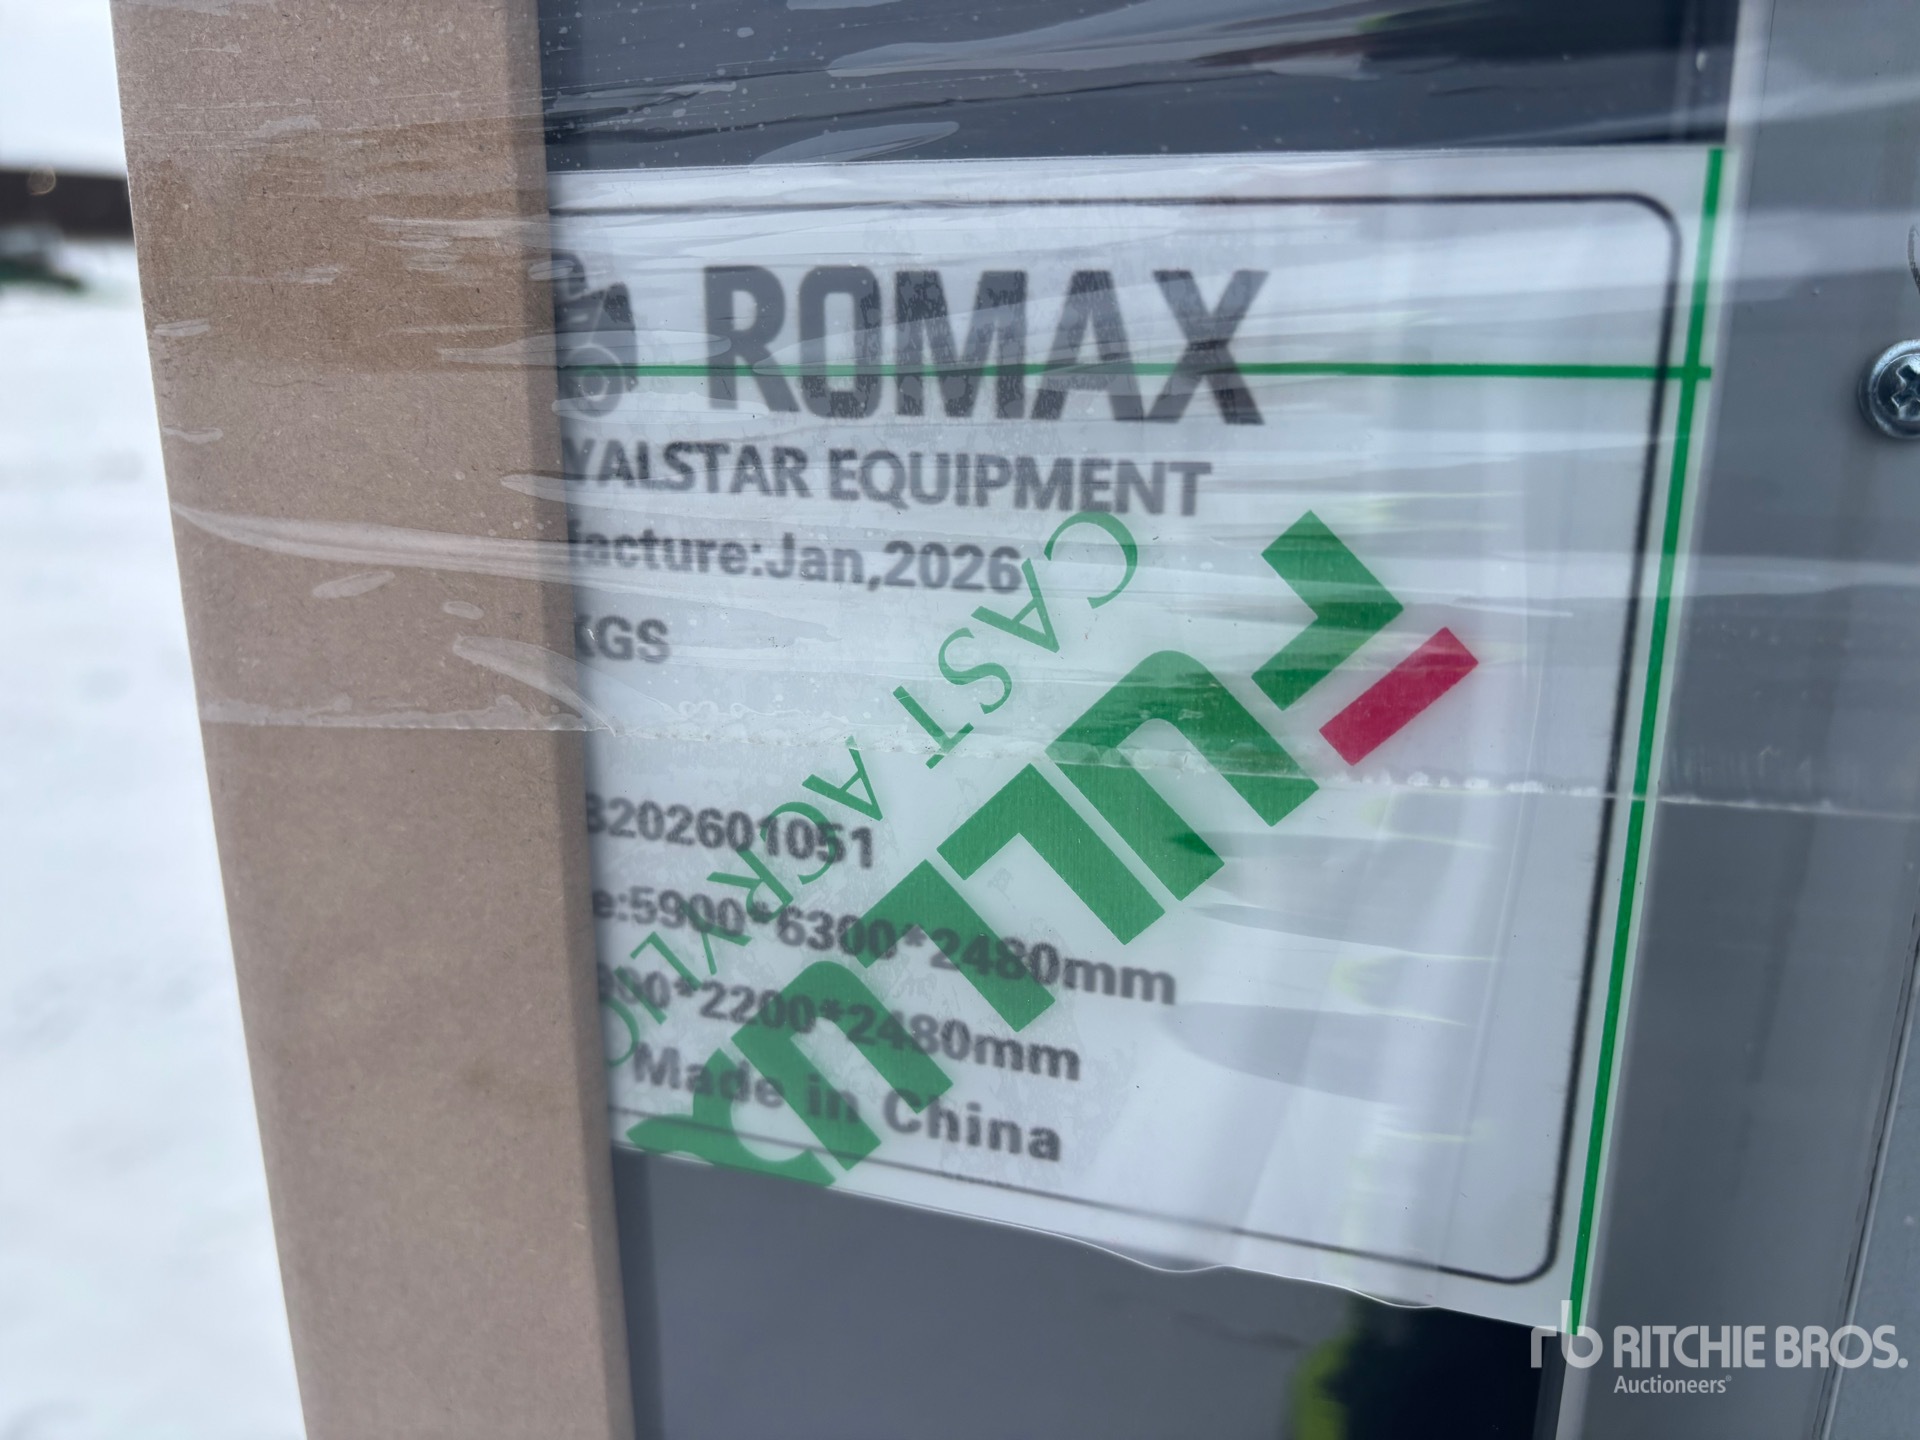 ROMAX
YALSTAR EQUIPMENT
facture:Jan,2026
KGS
3202601051
e:5900*6300*2480mm
*2200*2480mm
Made in China
CAST ACRYLIC
RITCHIE BROS.
Auctioneers